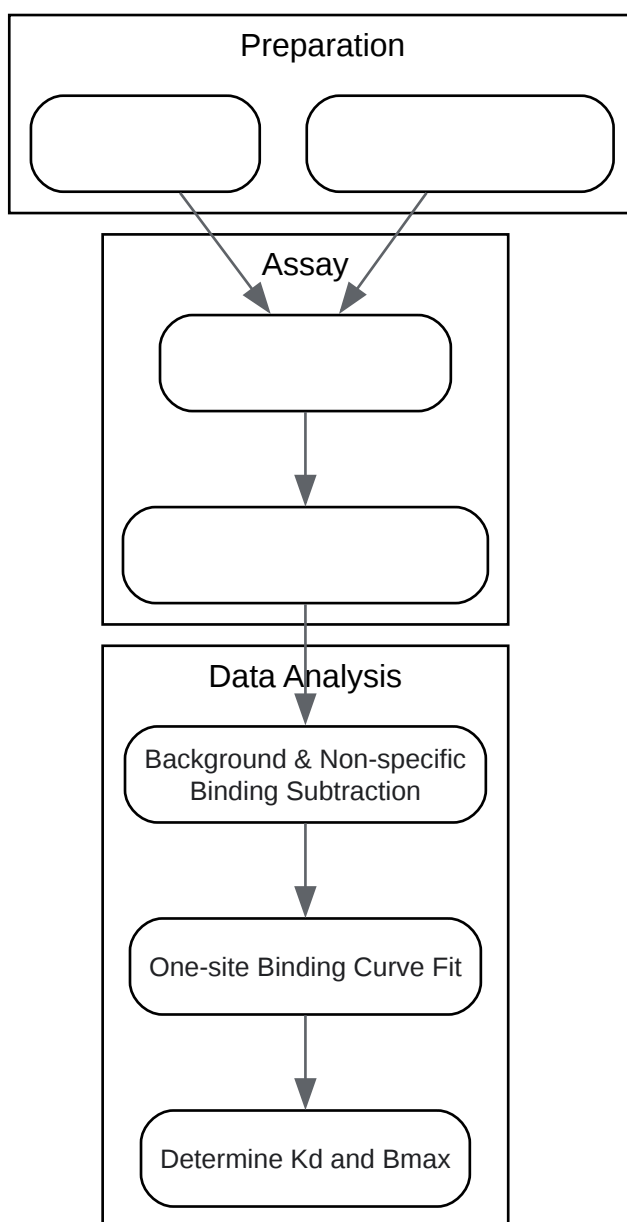 Preparation
Assay
Data Analysis
Background & Non-specific
Binding Subtraction
One-site Binding Curve Fit
Determine Kd and Bmax